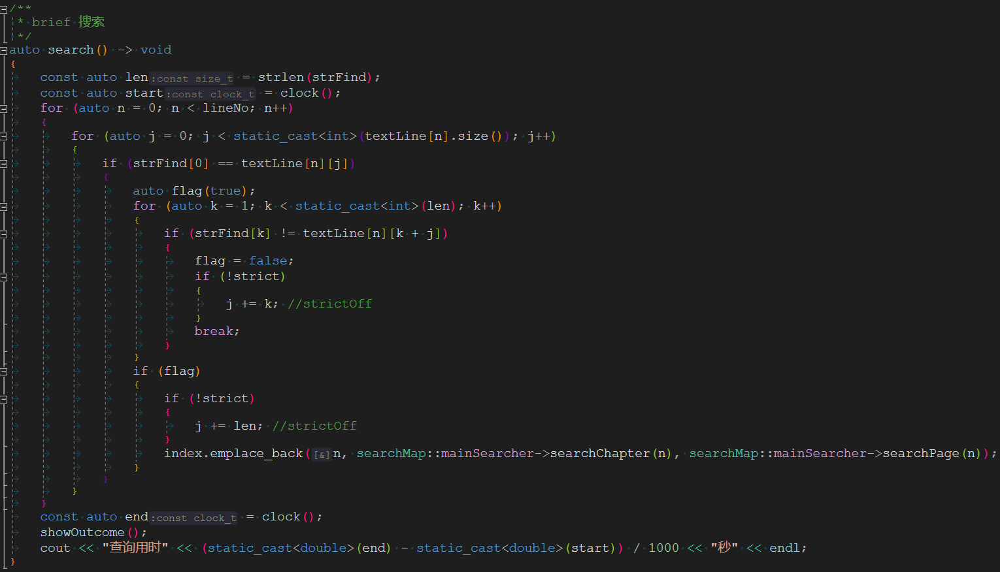 /**
 * brief 搜索
 */
auto search() -> void
{
    const auto len:const size_t = strlen(strFind);
    const auto start:const clock_t = clock();
    for (auto n = 0; n < lineNo; n++)
    {
        for (auto j = 0; j < static_cast<int>(textLine[n].size()); j++)
        {
            if (strFind[0] == textLine[n][j])
            {
                auto flag(true);
                for (auto k = 1; k < static_cast<int>(len); k++)
                {
                    if (strFind[k] != textLine[n][k + j])
                    {
                        flag = false;
                        if (!strict)
                        {
                            j += k; //strictOff
                        }
                        break;
                    }
                }
                if (flag)
                {
                    if (!strict)
                    {
                        j += len; //strictOff
                    }
                    index.emplace_back([&]n, searchMap::mainSearcher->searchChapter(n), searchMap::mainSearcher->searchPage(n));
                }
            }
        }
    }
    const auto end:const clock_t = clock();
    showOutcome();
    cout << "查询用时" << (static_cast<double>(end) - static_cast<double>(start)) / 1000 << "秒" << endl;
}